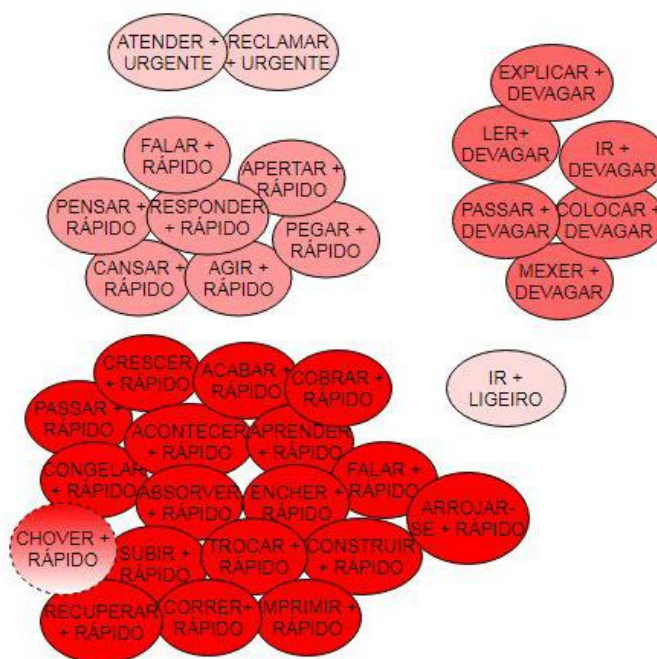 ATENDER +
URGENTE
RECLAMAR
+ URGENTE
EXPLICAR +
DEVAGAR
LER+
DEVAGAR
IR +
DEVAGAR
PASSAR +
DEVAGAR
COLOCAR +
DEVAGAR
MEXER +
DEVAGAR
FALAR +
RÁPIDO
APERTAR +
RÁPIDO
PENSAR +
RÁPIDO
RESPONDER
+ RÁPIDO
PEGAR +
RÁPIDO
CANSAR +
RÁPIDO
AGIR +
RÁPIDO
IR +
LIGEIRO
CRESCER
+ RÁPIDO
ACABAR +
RÁPIDO
COBRAR +
RÁPIDO
PASSAR +
RÁPIDO
ACONTECER
+ RÁPIDO
APRENDER
+ RÁPIDO
CONGELAR
+ RÁPIDO
ABSORVER
+ RÁPIDO
ENCHER +
RÁPIDO
FALAR +
RÁPIDO
ARROJAR-
SE + RÁPIDO
CHOVER +
RÁPIDO
SUBIR +
RÁPIDO
TROCAR +
RÁPIDO
CONSTRUIR
+ RÁPIDO
RECUPERAR
+ RÁPIDO
CORRER+
RÁPIDO
IMPRIMIR +
RÁPIDO